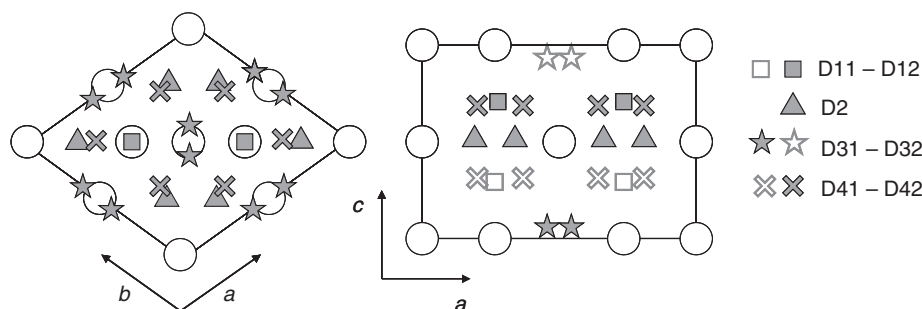 D11 – D12
D2
D31 – D32
D41 – D42
c
b
a
a